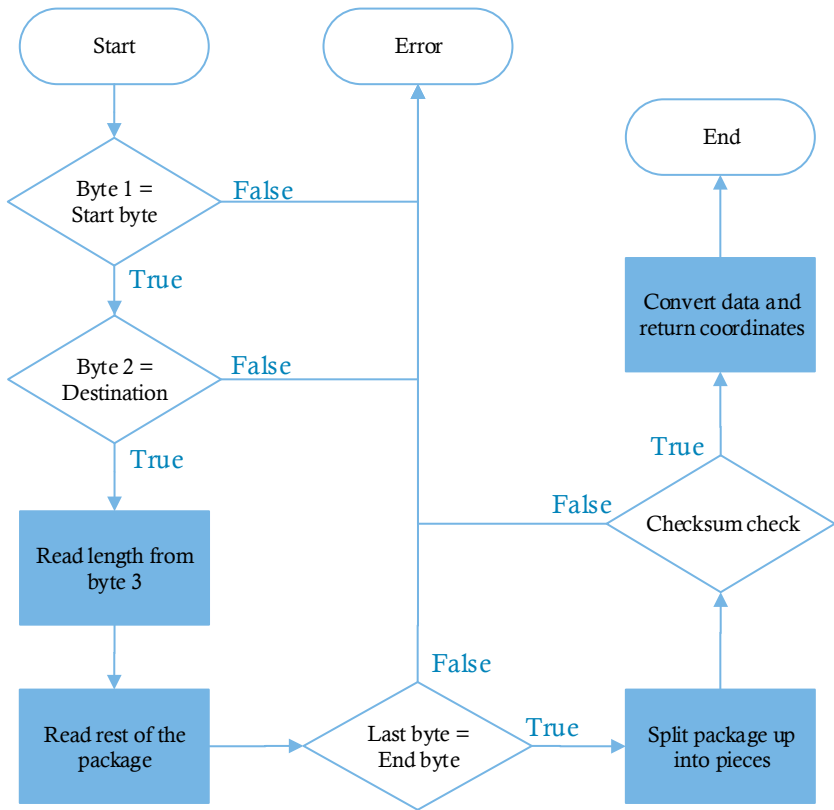 Start
Error
End
Byte 1 =
Start byte
False
True
Byte 2 =
Destination
False
True
Read length from
byte 3
Read rest of the
package
Last byte =
End byte
False
True
Split package up
into pieces
Checksum check
False
True
Convert data and
return coordinates